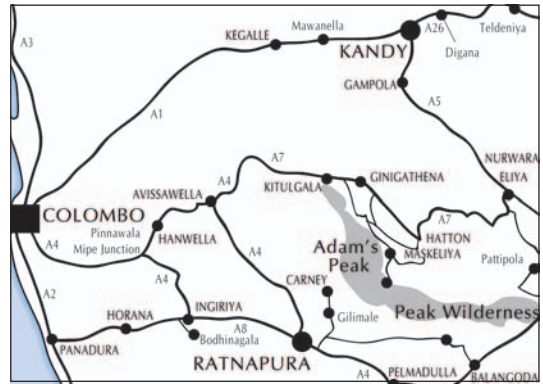 A3
KEGALLE
Mawanella
KANDY
A26
Digana
Teldeniya
GAMPOLA
A1
A5
NURWARA
ELIYA
A7
A4
KITULGALA
GINIGATHENA
AVISSAWELLA
COLOMBO
Pinnawala
Mipe Junction
HANWELLA
A4
A4
A7
HATTON
MASKELIYA
Adam's
Peak
Pattipola
CARNEY
A4
A2
HORANA
INGIRIYA
Gilimale
Peak Wilderness
PANADURA
A8
Bodhinagala
RATNAPURA
A4
PELMADULLA
BALANGODA